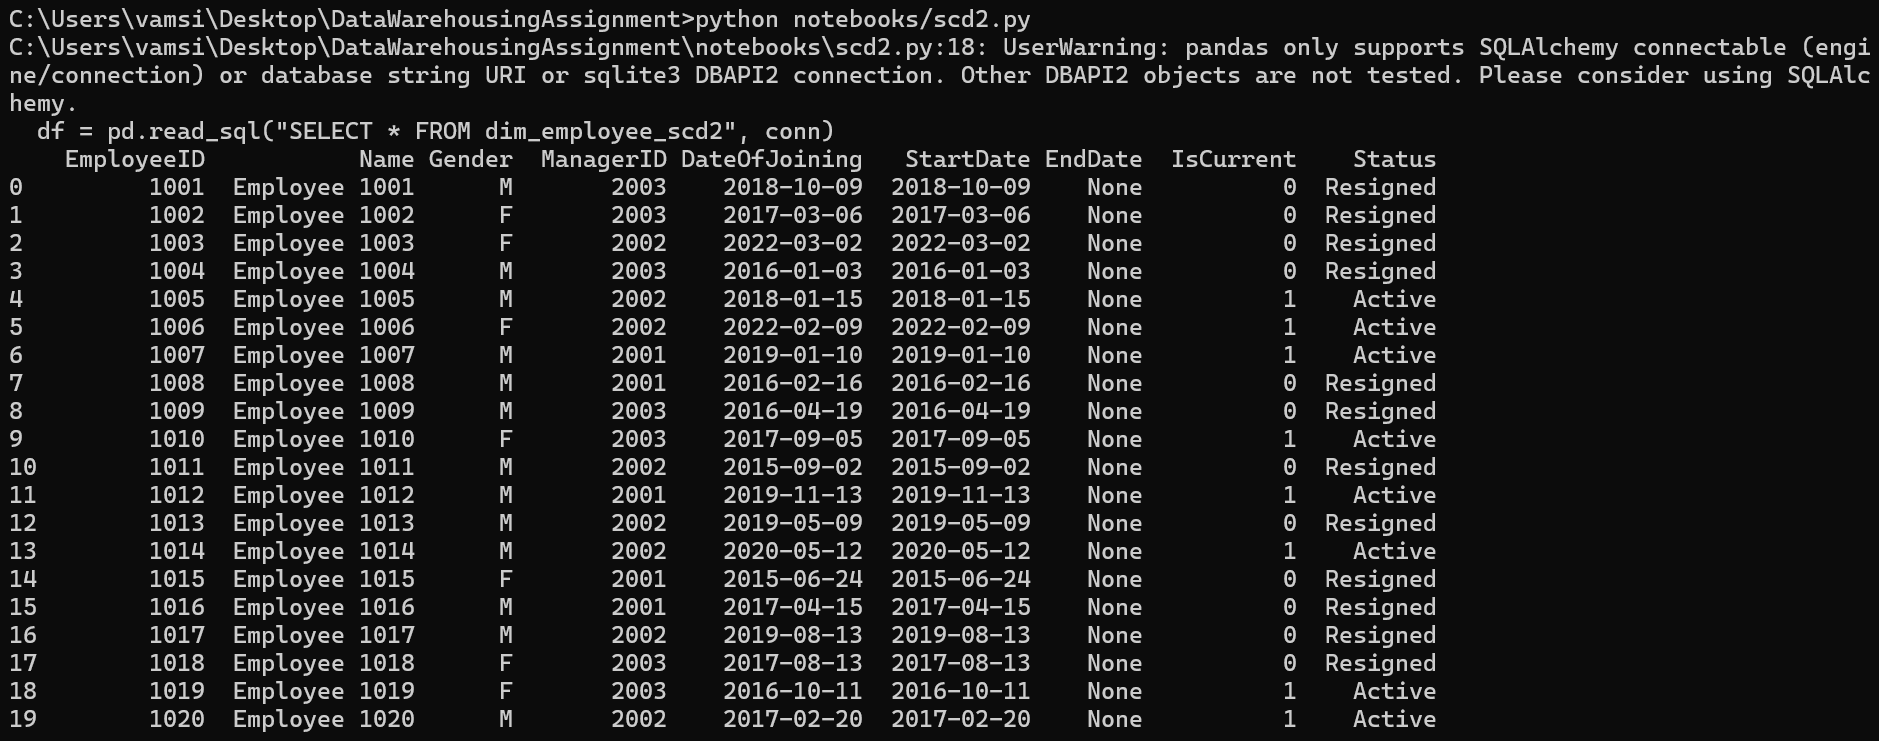 C:\Users\vamsi\Desktop\DataWarehousingAssignment>python notebooks/scd2.py
C:\Users\vamsi\Desktop\DataWarehousingAssignment\notebooks\scd2.py:18: UserWarning: pandas only supports SQLAlchemy connectable (engi
ne/connection) or database string URI or sqlite3 DBAPI2 connection. Other DBAPI2 objects are not tested. Please consider using SQLAlc
hemy.
  df = pd.read_sql("SELECT * FROM dim_employee_scd2", conn)
    EmployeeID           Name Gender  ManagerID DateOfJoining   StartDate EndDate  IsCurrent    Status
0         1001  Employee 1001      M       2003    2018-10-09  2018-10-09    None          0  Resigned
1         1002  Employee 1002      F       2003    2017-03-06  2017-03-06    None          0  Resigned
2         1003  Employee 1003      F       2002    2022-03-02  2022-03-02    None          0  Resigned
3         1004  Employee 1004      M       2003    2016-01-03  2016-01-03    None          0  Resigned
4         1005  Employee 1005      M       2002    2018-01-15  2018-01-15    None          1    Active
5         1006  Employee 1006      F       2002    2022-02-09  2022-02-09    None          1    Active
6         1007  Employee 1007      M       2001    2019-01-10  2019-01-10    None          1    Active
7         1008  Employee 1008      M       2001    2016-02-16  2016-02-16    None          0  Resigned
8         1009  Employee 1009      M       2003    2016-04-19  2016-04-19    None          0  Resigned
9         1010  Employee 1010      F       2003    2017-09-05  2017-09-05    None          1    Active
10        1011  Employee 1011      M       2002    2015-09-02  2015-09-02    None          0  Resigned
11        1012  Employee 1012      M       2001    2019-11-13  2019-11-13    None          1    Active
12        1013  Employee 1013      M       2002    2019-05-09  2019-05-09    None          0  Resigned
13        1014  Employee 1014      M       2002    2020-05-12  2020-05-12    None          1    Active
14        1015  Employee 1015      F       2001    2015-06-24  2015-06-24    None          0  Resigned
15        1016  Employee 1016      M       2001    2017-04-15  2017-04-15    None          0  Resigned
16        1017  Employee 1017      M       2002    2019-08-13  2019-08-13    None          0  Resigned
17        1018  Employee 1018      F       2003    2017-08-13  2017-08-13    None          0  Resigned
18        1019  Employee 1019      F       2003    2016-10-11  2016-10-11    None          1    Active
19        1020  Employee 1020      M       2002    2017-02-20  2017-02-20    None          1    Active